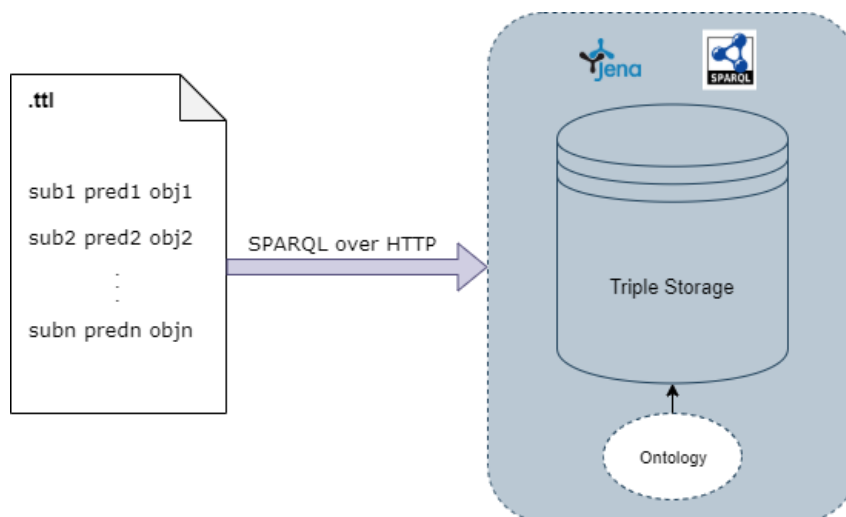 .ttl
sub1 pred1 obj1
sub2 pred2 obj2
subn predn objn
SPARQL over HTTP
Jena
SPARQL
Triple Storage
Ontology